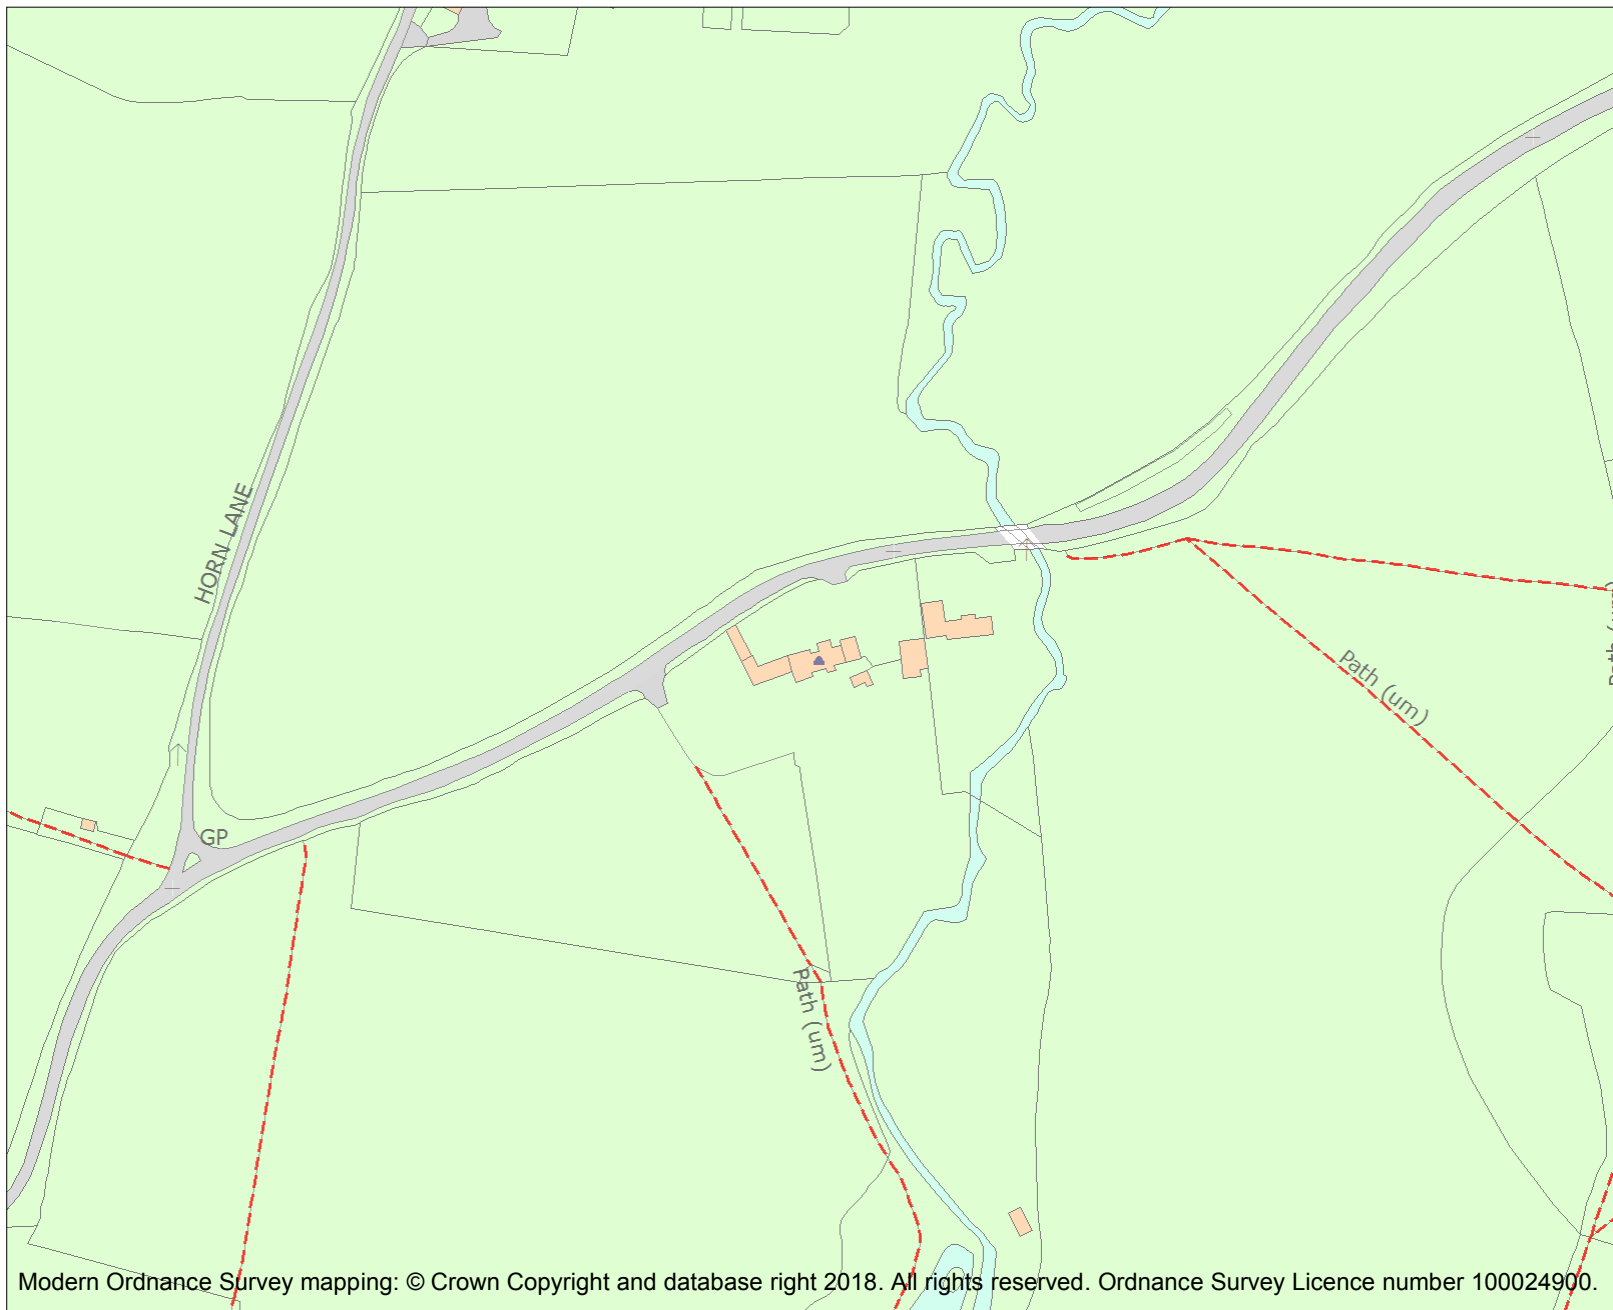 HORN LANE
Path (um)
GP
Path (um)
Modern Ordnance Survey mapping: © Crown Copyright and database right 2018. All rights reserved. Ordnance Survey Licence number 100024900.